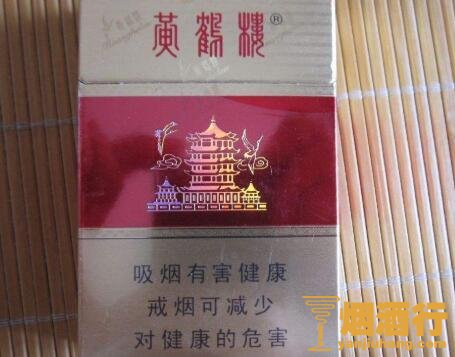 黄鹤楼®
吸烟有害健康
戒烟可减少
对健康的危害
烟酒行